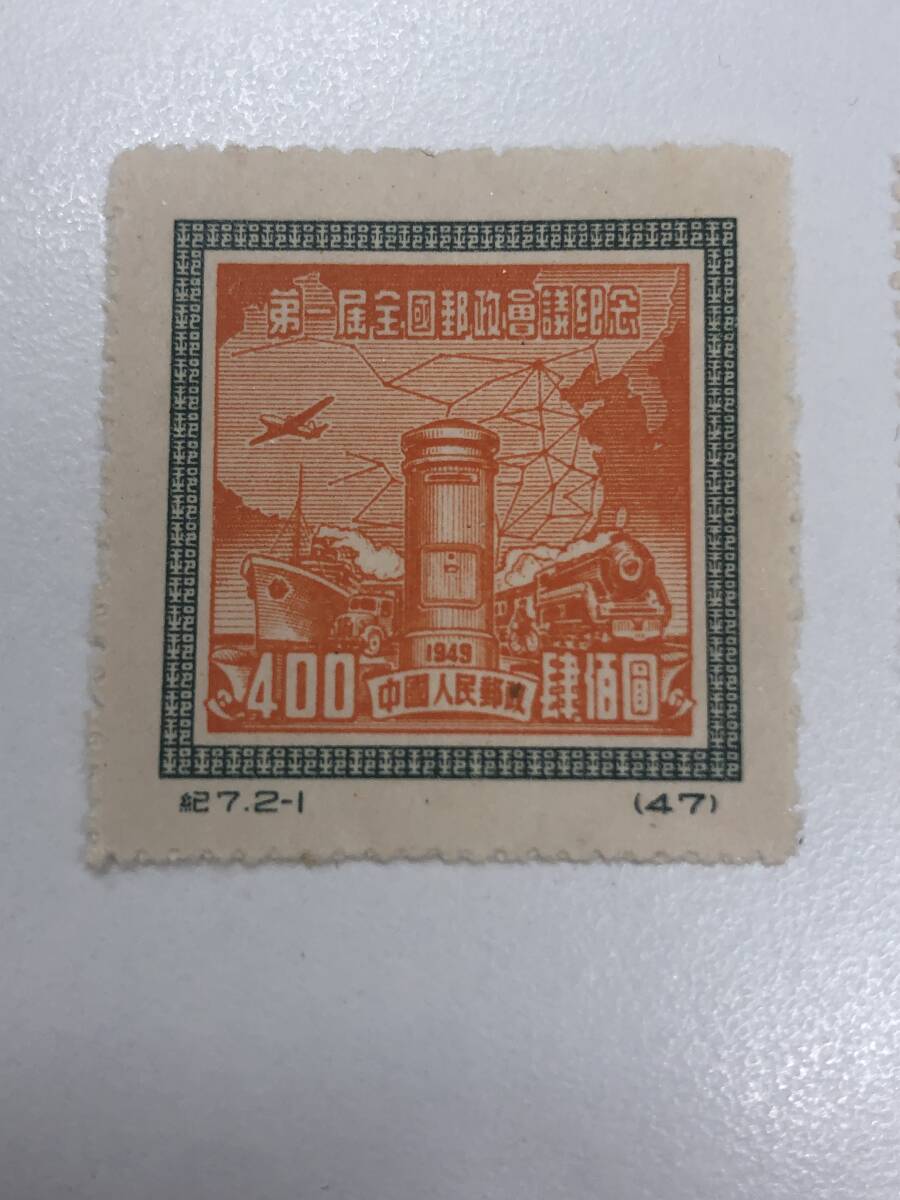 第一届全國郵政會議紀念
1949
400 中國人民郵政 肆佰圓
紀7.2-1 (47)